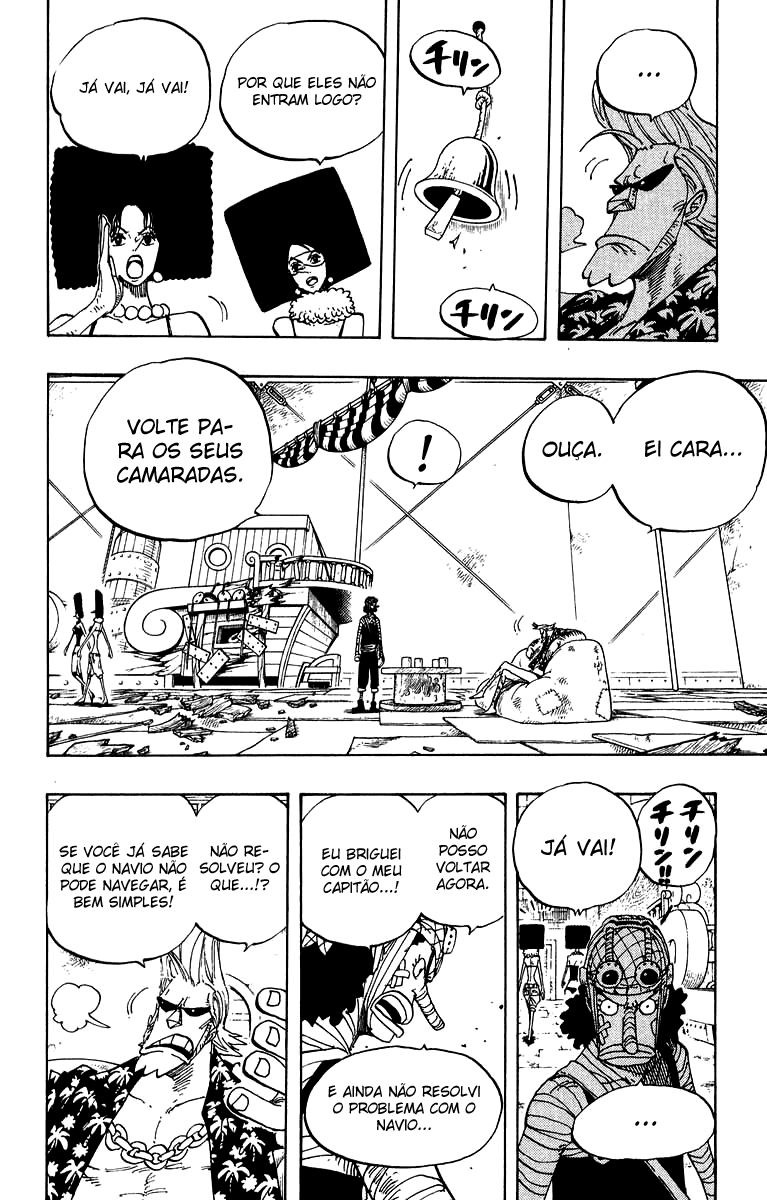 ...
チリン
チリン
POR QUE ELES NÃO
ENTRAM LOGO?
JÁ VAI, JÁ VAI!
EI CARA...
OUÇA.
!
VOLTE PA-
RA OS SEUS
CAMARADAS.
チリン
チリン!!
JÁ VAI!
...
NÃO
POSSO
VOLTAR
AGORA.
EU BRIGUEI
COM O MEU
CAPITÃO...!
E AINDA NÃO RESOLVI
O PROBLEMA COM O
NAVIO...
NÃO RE-
SOLVEU? O
QUE...!?
SE VOCÊ JÁ SABE
QUE O NAVIO NÃO
PODE NAVEGAR, É
BEM SIMPLES!